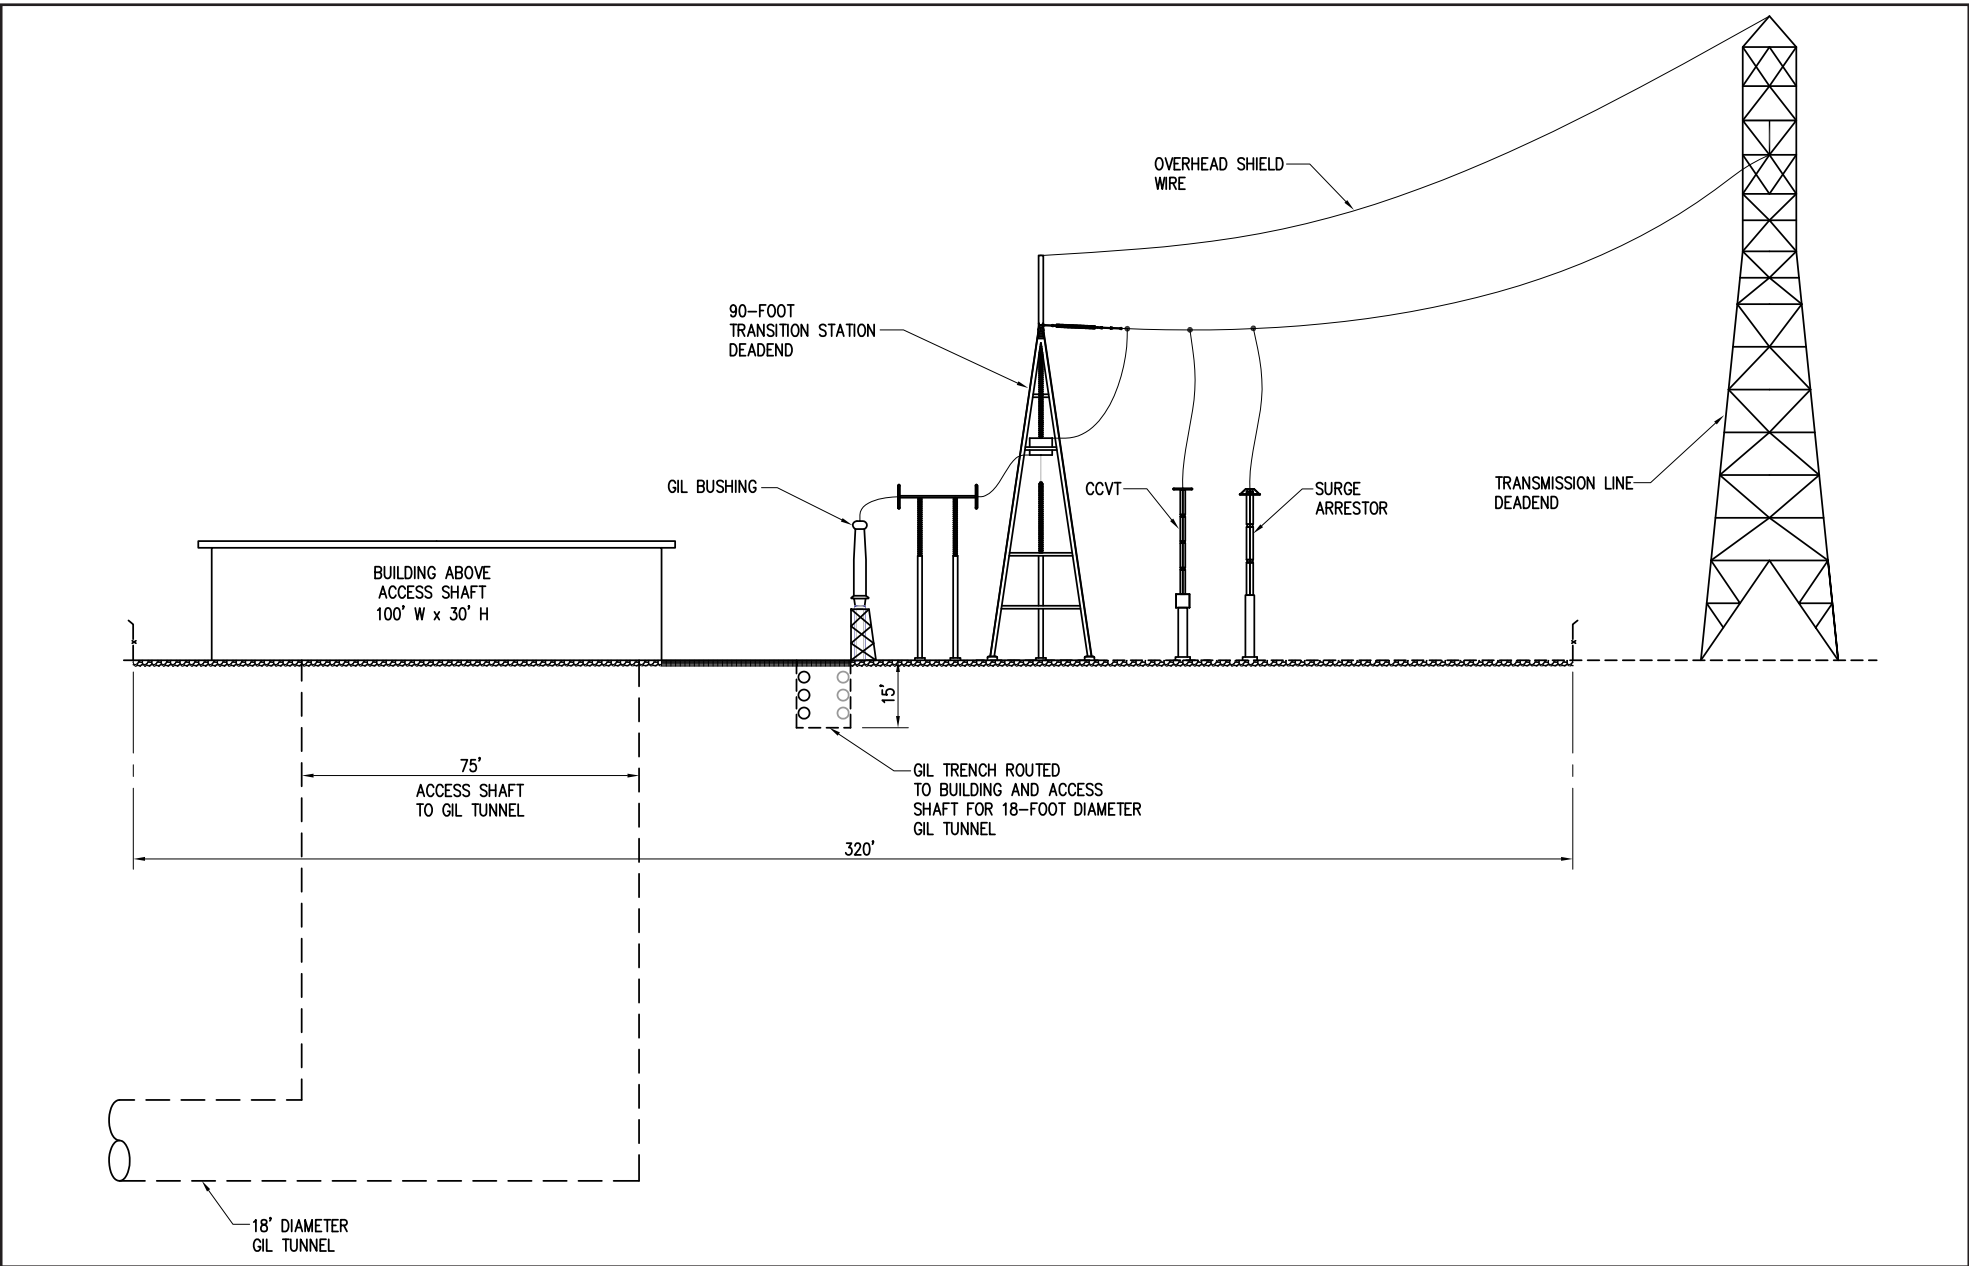 OVERHEAD SHIELD
WIRE
90-FOOT
TRANSITION STATION
DEADEND
GIL BUSHING
CCVT
SURGE
ARRESTOR
TRANSMISSION LINE
DEADEND
BUILDING ABOVE
ACCESS SHAFT
100' W x 30' H
15'
75'
ACCESS SHAFT
TO GIL TUNNEL
GIL TRENCH ROUTED
TO BUILDING AND ACCESS
SHAFT FOR 18-FOOT DIAMETER
GIL TUNNEL
320'
18' DIAMETER
GIL TUNNEL